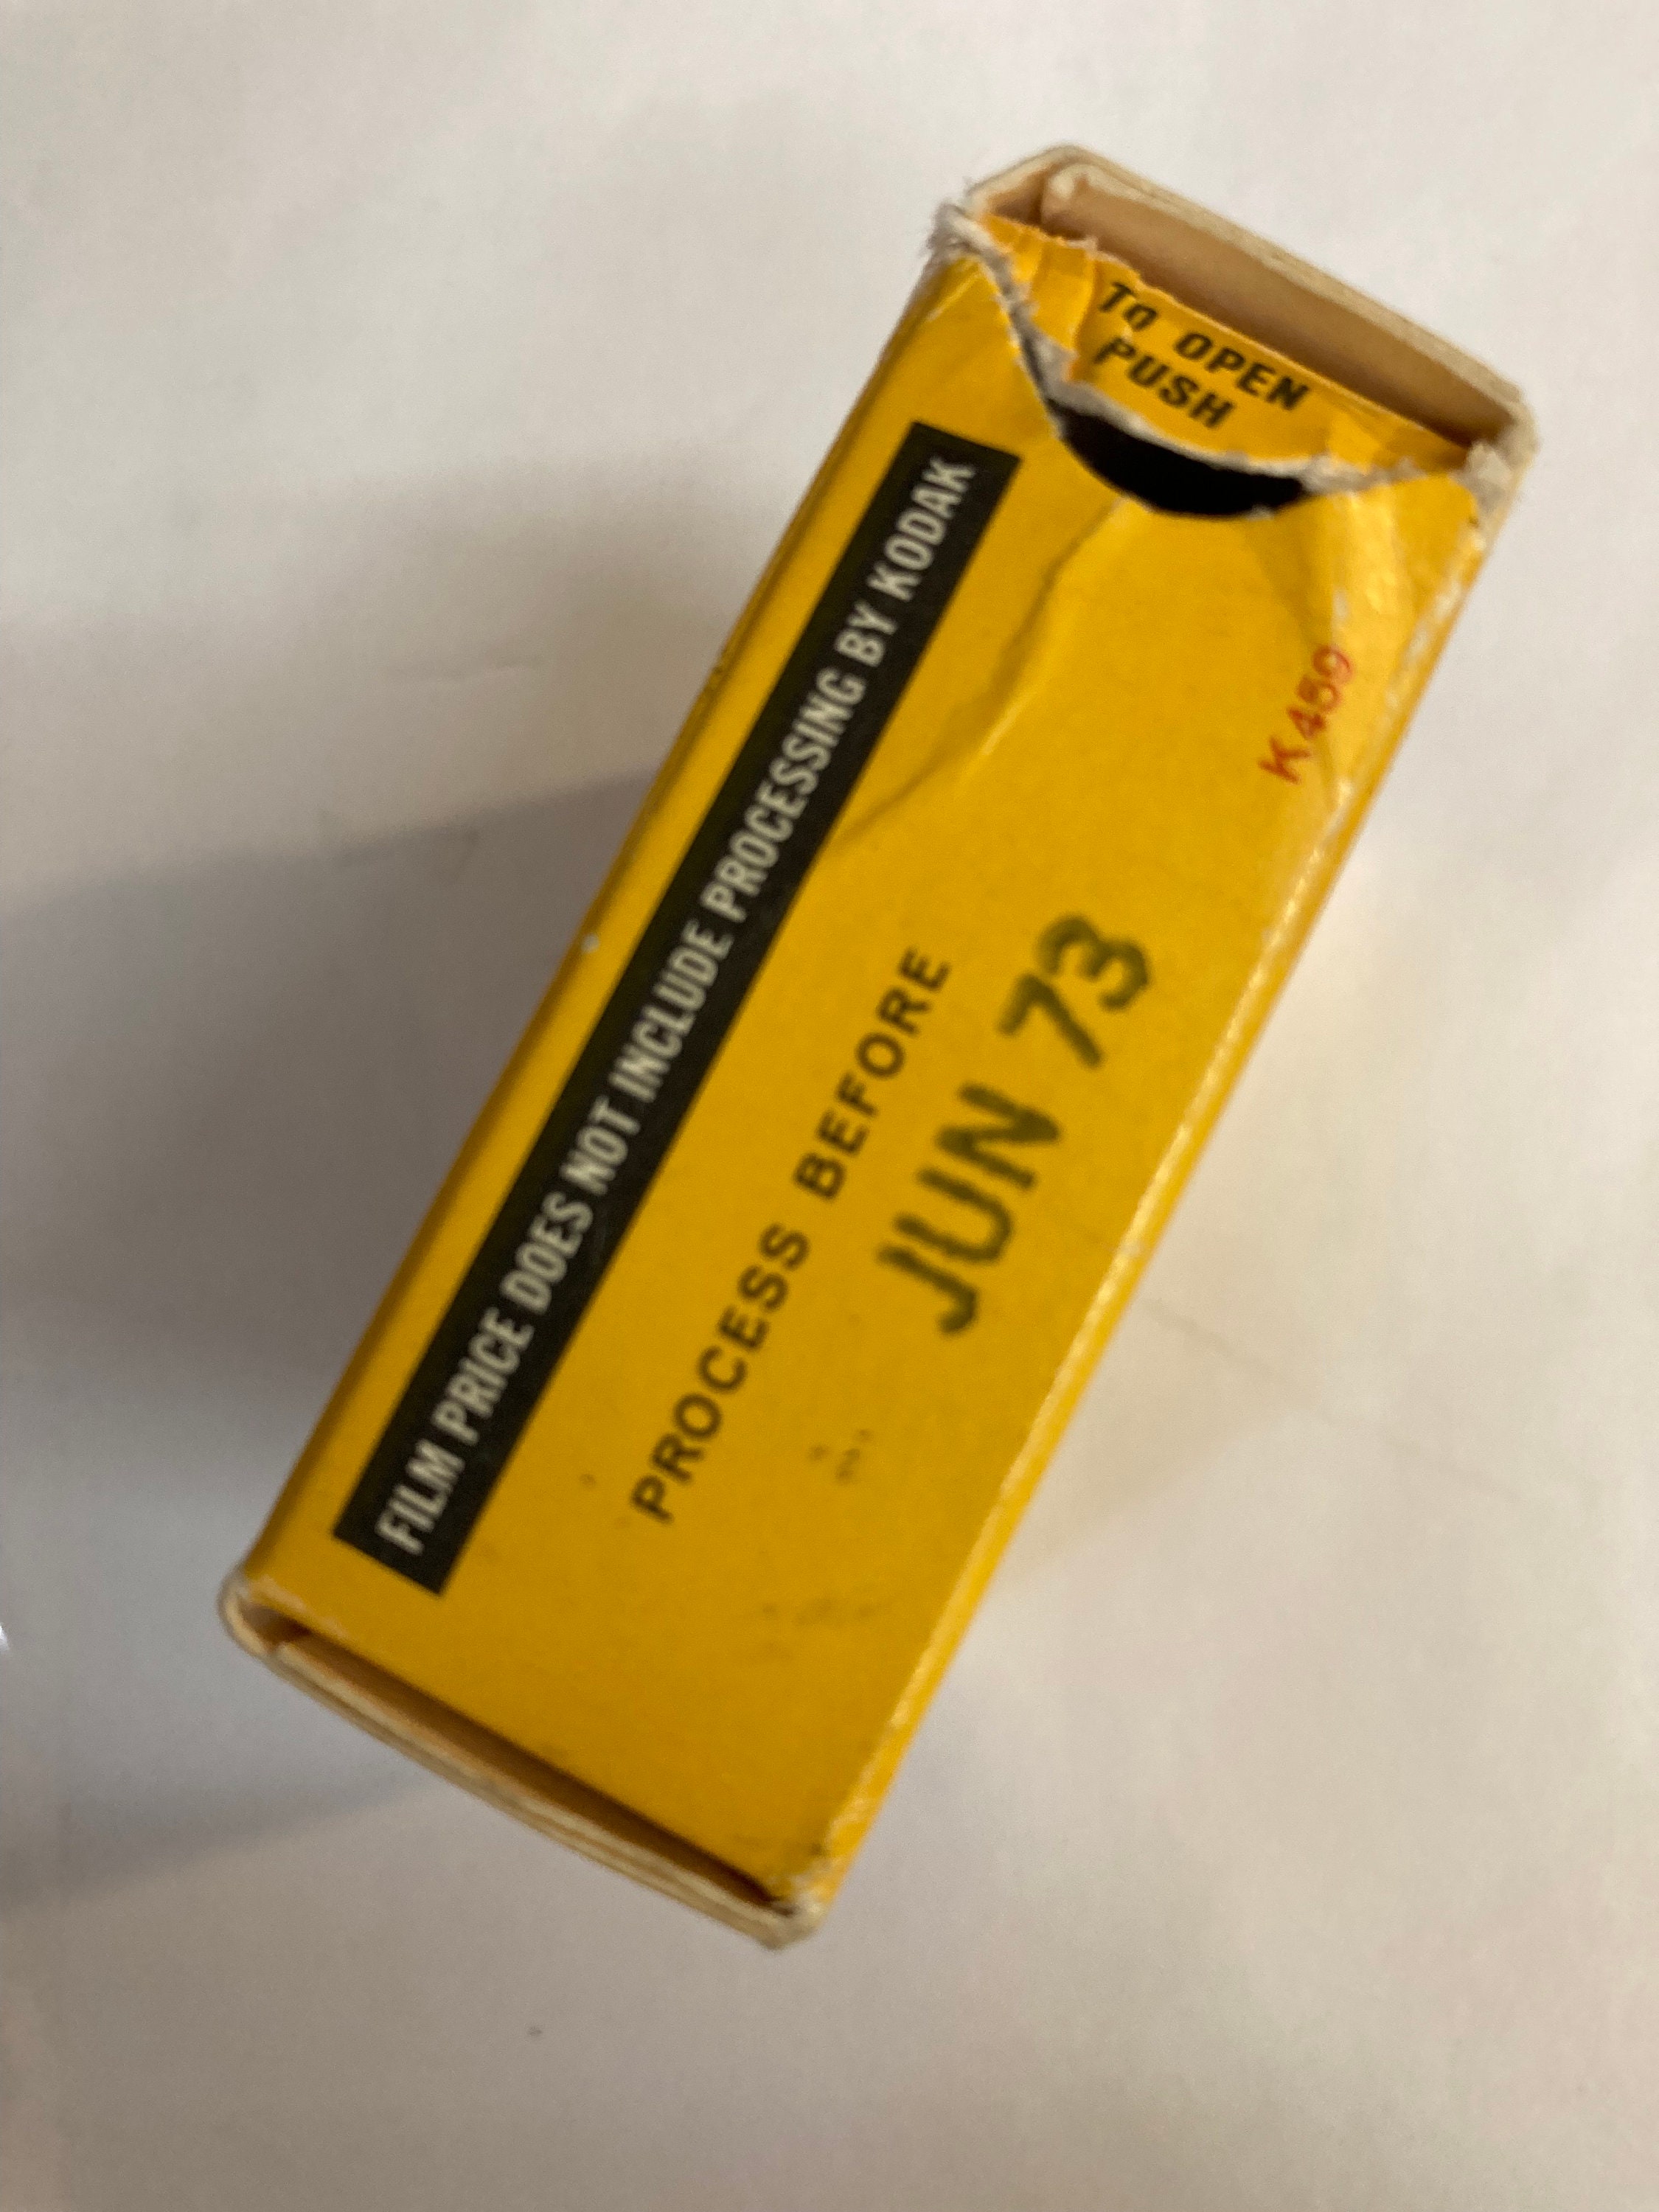 TO OPEN
PUSH
FILM PRICE DOES NOT INCLUDE PROCESSING BY KODAK
PROCESS BEFORE
JUN 73
K459